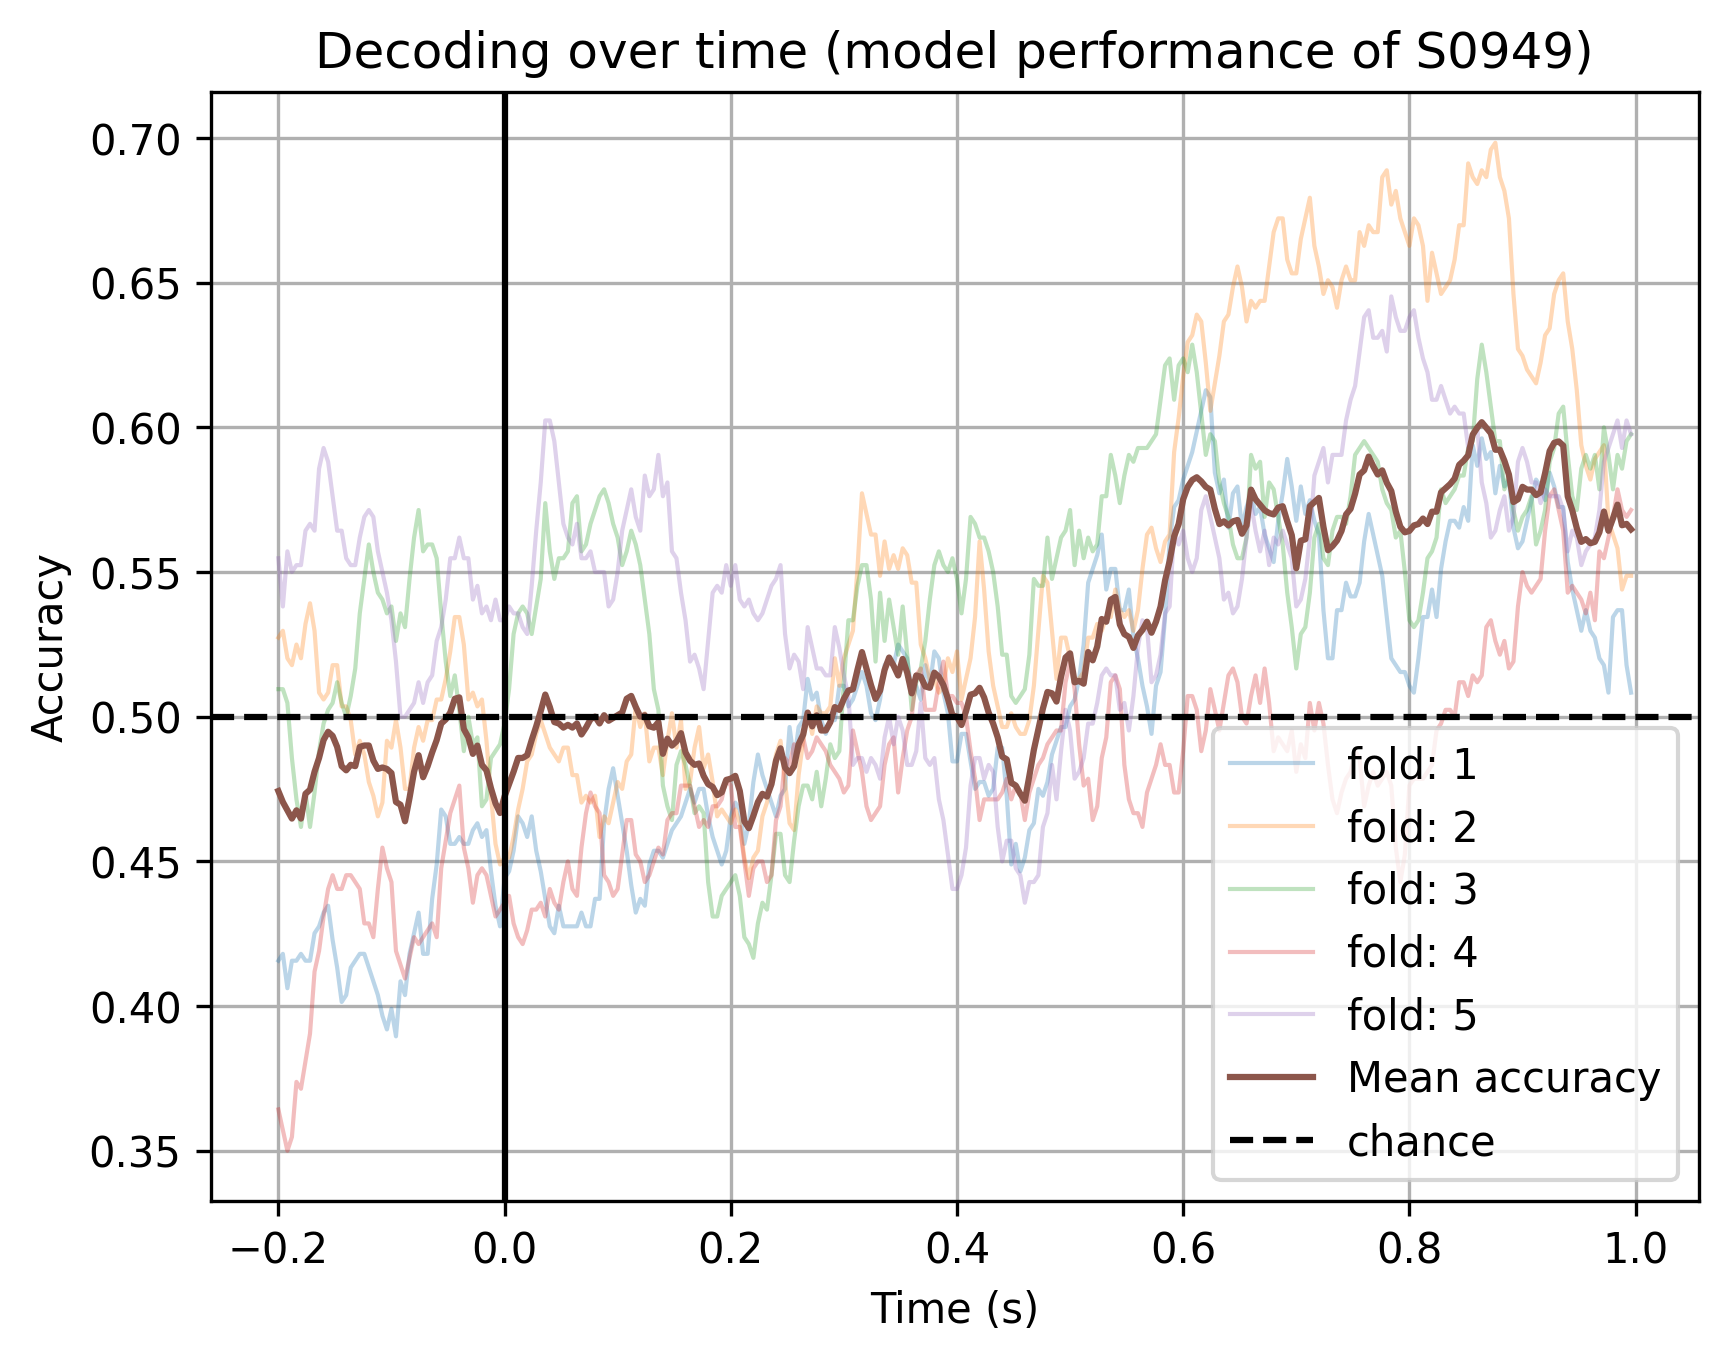 Decoding over time (model performance of S0949)
Accuracy
0.70
0.65
0.60
0.55
0.50
0.45
0.40
0.35
−0.2
0.0
0.2
0.4
0.6
0.8
1.0
Time (s)
fold: 1
fold: 2
fold: 3
fold: 4
fold: 5
Mean accuracy
chance